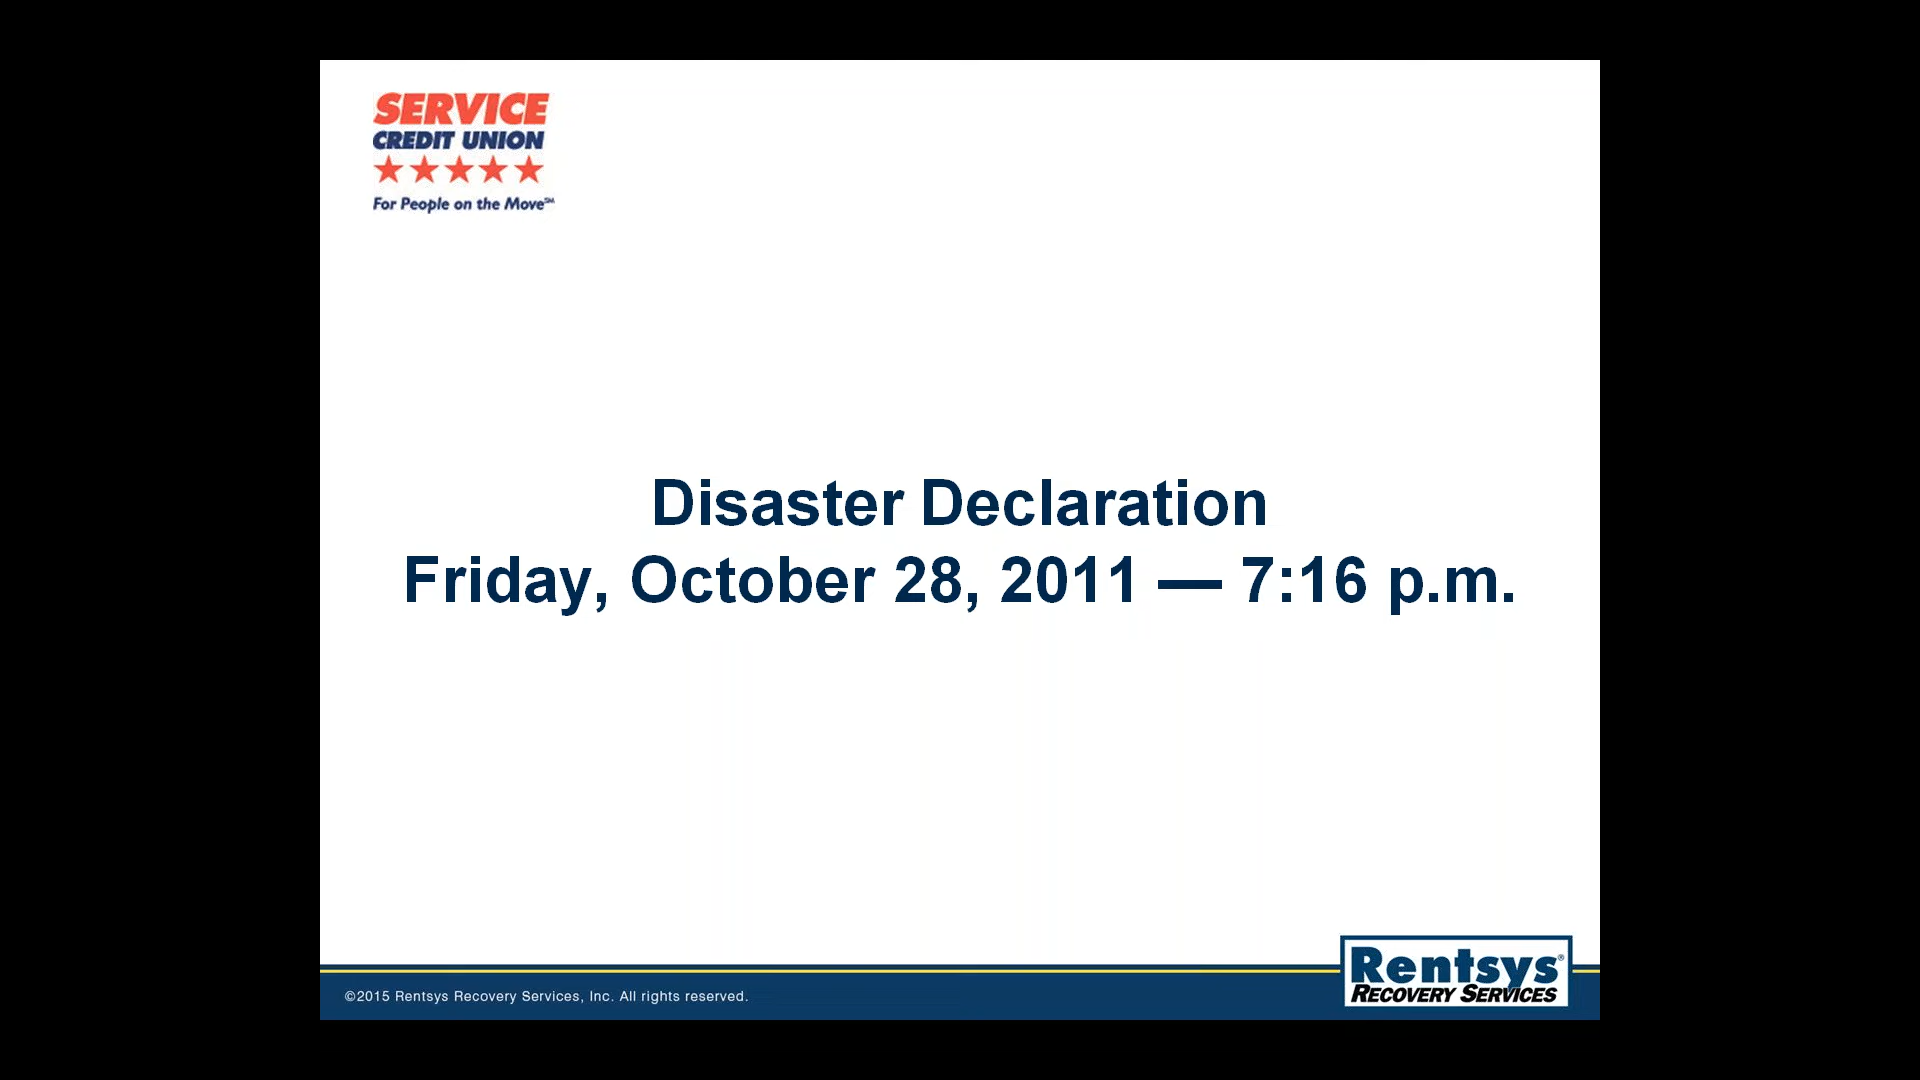 SERVICE
CREDIT UNION
For People on the Move℠
Disaster Declaration
Friday, October 28, 2011 — 7:16 p.m.
©2015 Rentsys Recovery Services, Inc. All rights reserved.
Rentsys®
RECOVERY SERVICES